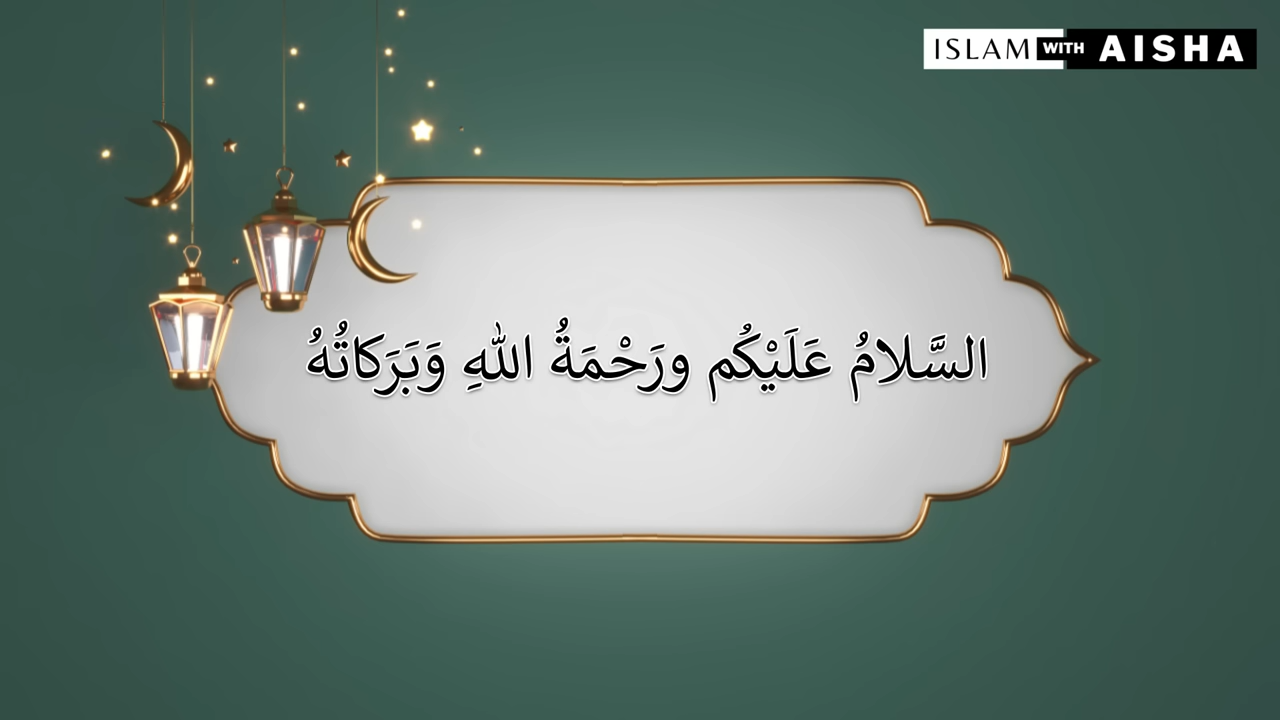 ISLAM WITH AISHA
السَّلامُ عَلَيْكُم ورَحْمَةُ اللهِ وَبَرَكاتُهُ